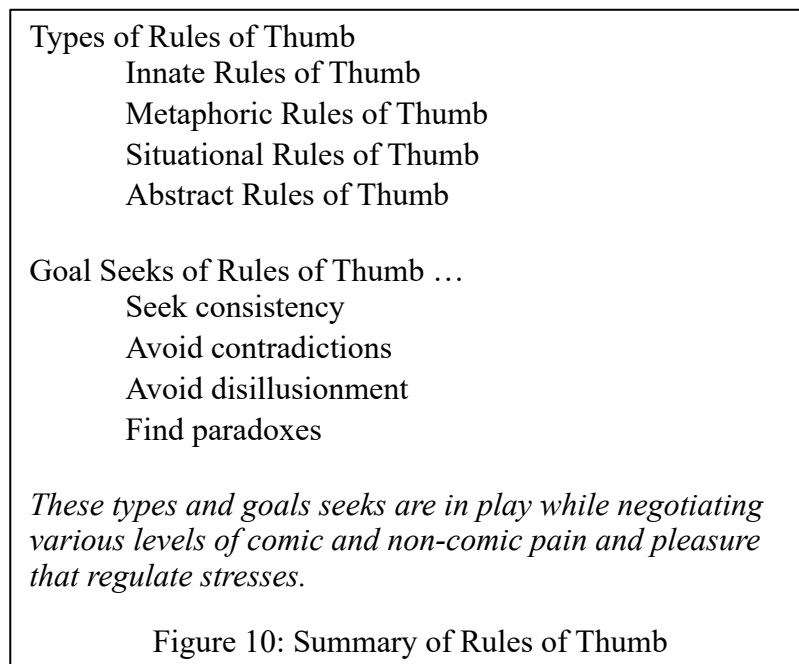 Types of Rules of Thumb
Innate Rules of Thumb
Metaphoric Rules of Thumb
Situational Rules of Thumb
Abstract Rules of Thumb
Goal Seeks of Rules of Thumb …
Seek consistency
Avoid contradictions
Avoid disillusionment
Find paradoxes
These types and goals seeks are in play while negotiating
various levels of comic and non-comic pain and pleasure
that regulate stresses.
Figure 10: Summary of Rules of Thumb